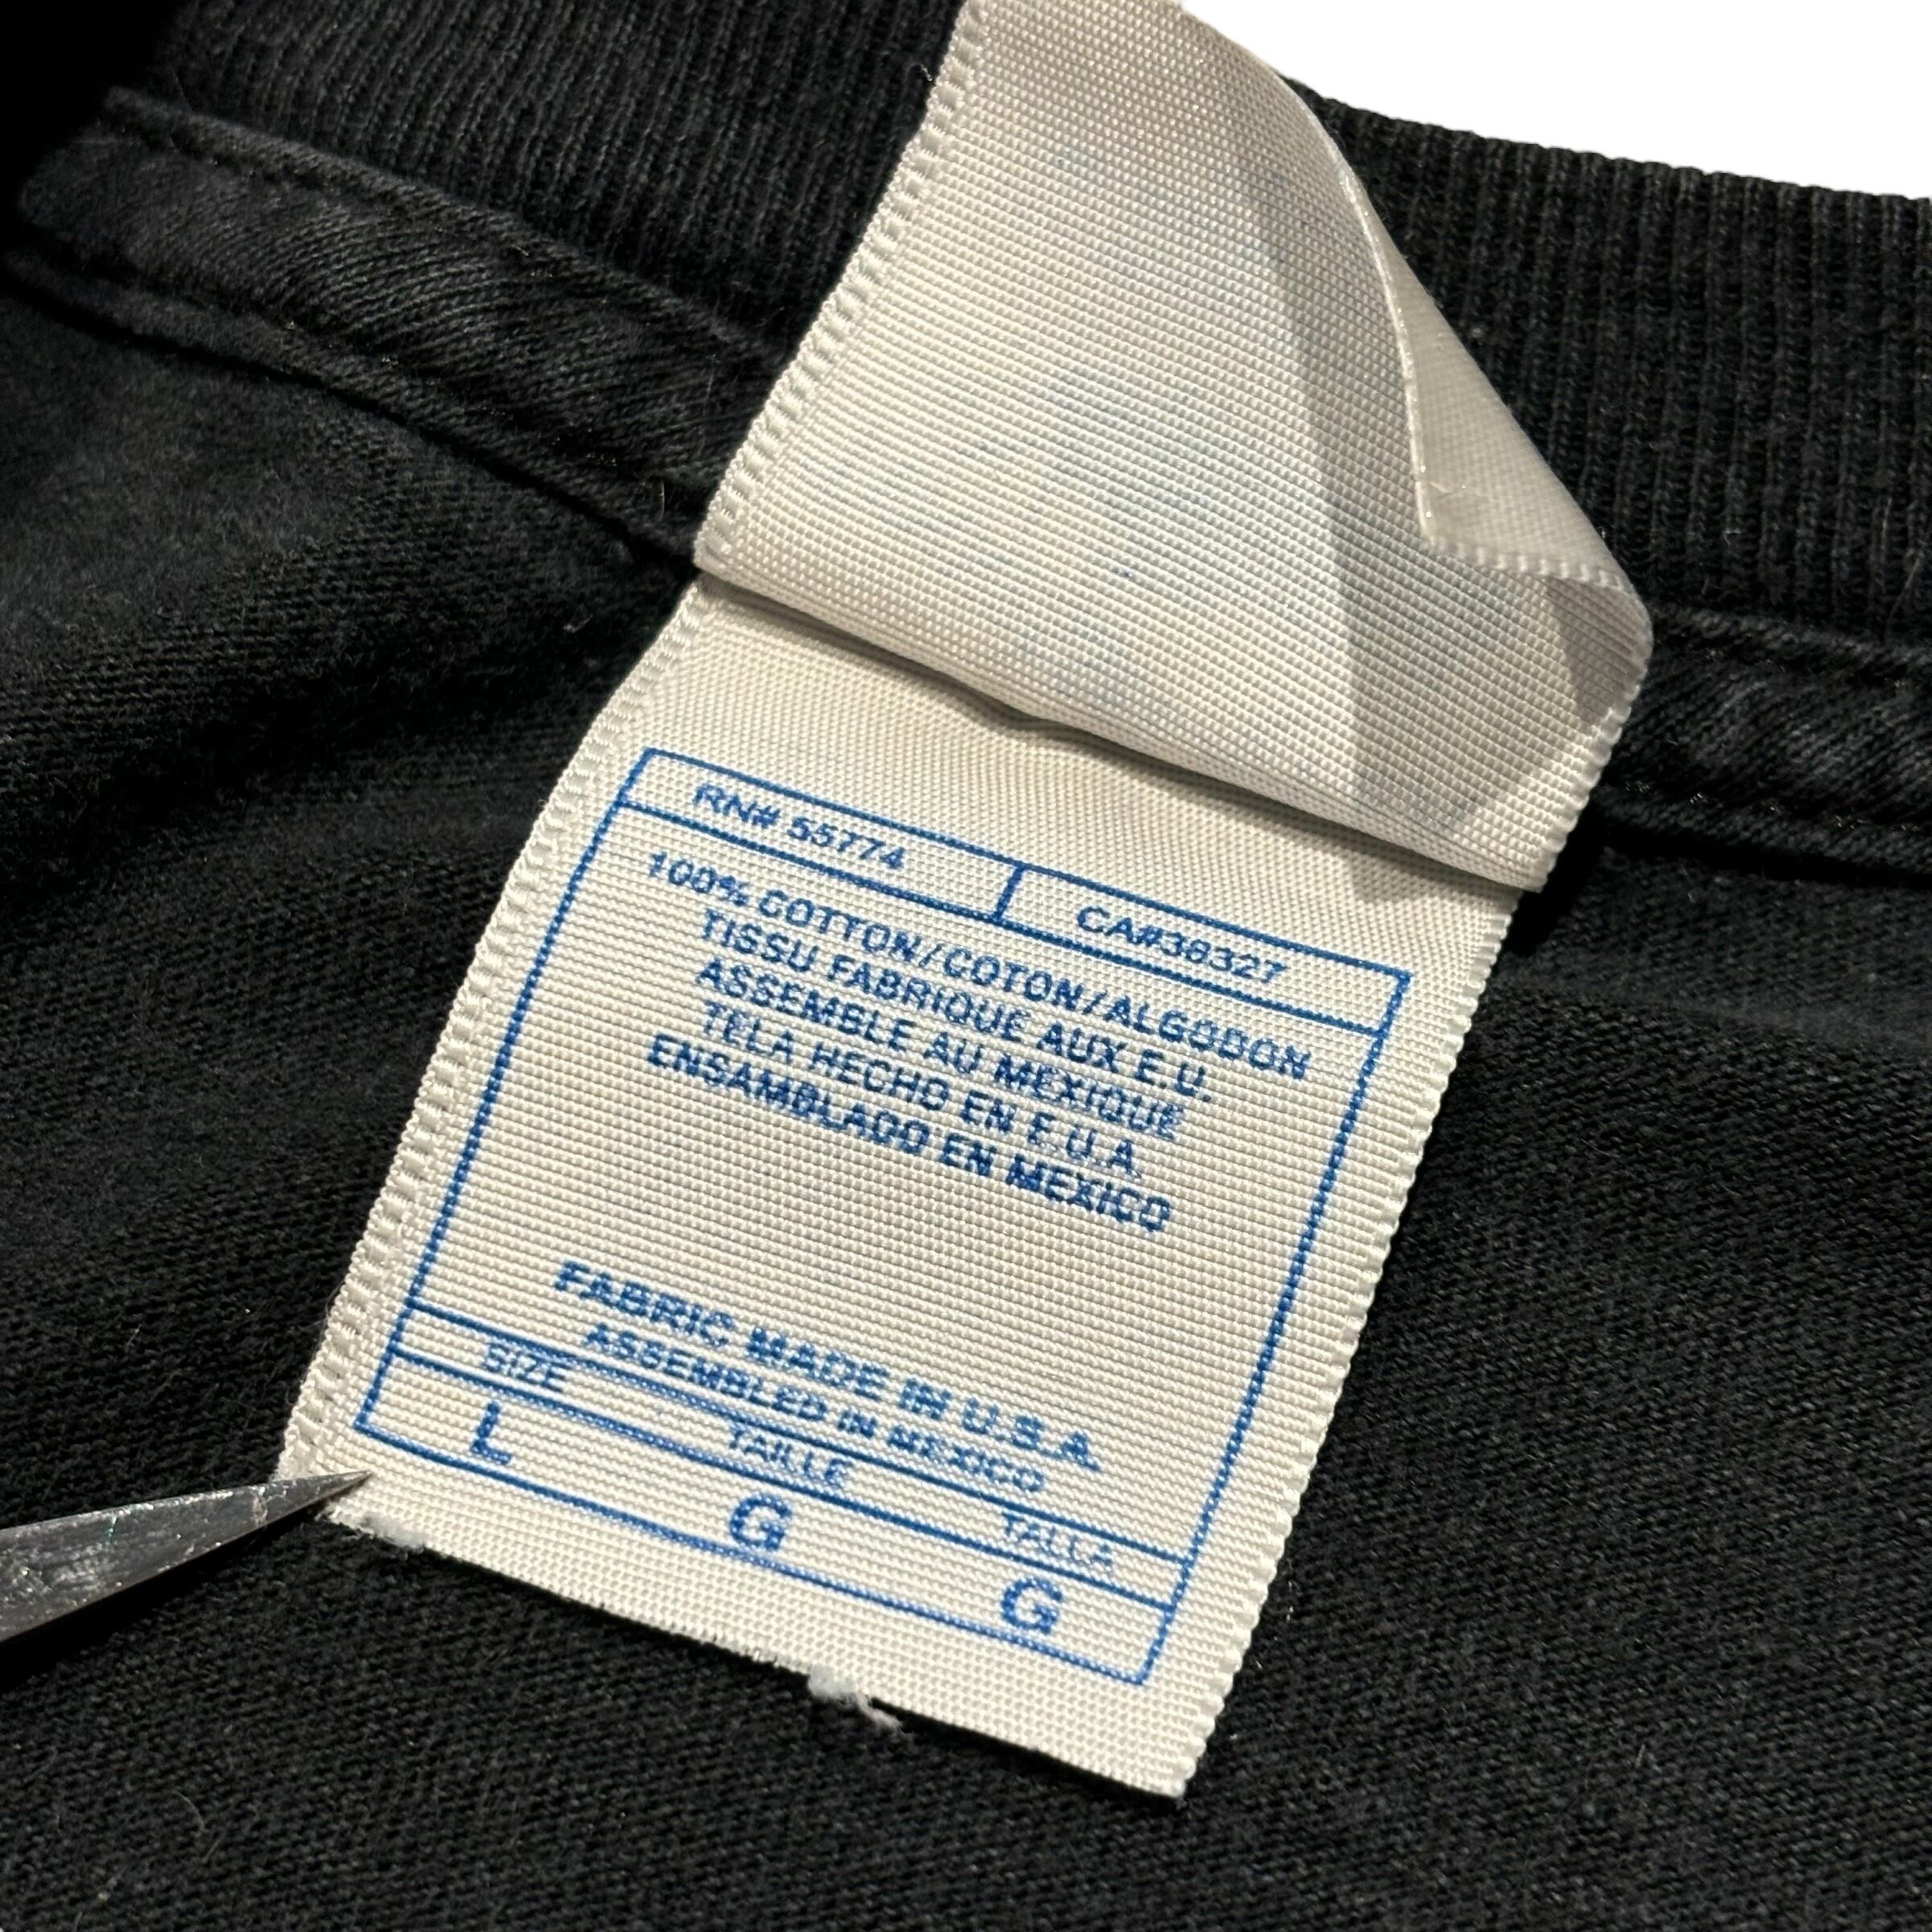 RN# 55774 CA#38327
100% COTTON/COTON/ALGODON
TISSU FABRIQUE AUX E.U.
ASSEMBLE AU MEXIQUE
TELA HECHO EN E.U.A.
ENSAMBLADO EN MEXICO
FABRIC MADE IN U.S.A.
ASSEMBLED IN MEXICO
SIZE TAILLE TALLA
L G G